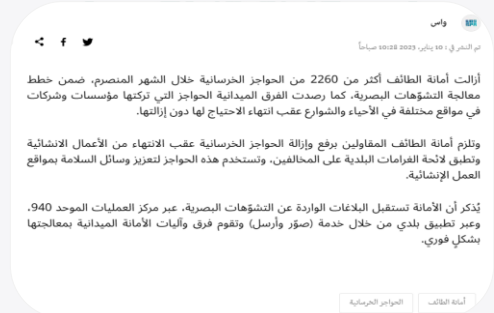 واس
تم النشر في : 10 يناير، 2023 10:28 صباحاً
أزالت أمانة الطائف أكثر من 2260 من الحواجز الخرسانية خلال الشهر المنصرم، ضمن خطط
معالجة التشوّهات البصرية، كما رصدت الفرق الميدانية الحواجز التي تركتها مؤسسات وشركات
في مواقع مختلفة في الأحياء والشوارع عقب انتهاء الاحتياج لها دون إزالتها.
وتلزم أمانة الطائف المقاولين برفع وإزالة الحواجز الخرسانية عقب الانتهاء من الأعمال الانشائية
وتطبق لائحة الغرامات البلدية على المخالفين، وتستخدم هذه الحواجز لتعزيز وسائل السلامة بمواقع
العمل الإنشائية.
يُذكر أن الأمانة تستقبل البلاغات الواردة عن التشوّهات البصرية، عبر مركز العمليات الموحد 940،
وعبر تطبيق بلدي من خلال خدمة (صوّر وأرسل) وتقوم فرق وآليات الأمانة الميدانية بمعالجتها
بشكلٍ فوري.
أمانة الطائف
الحواجز الخرسانية